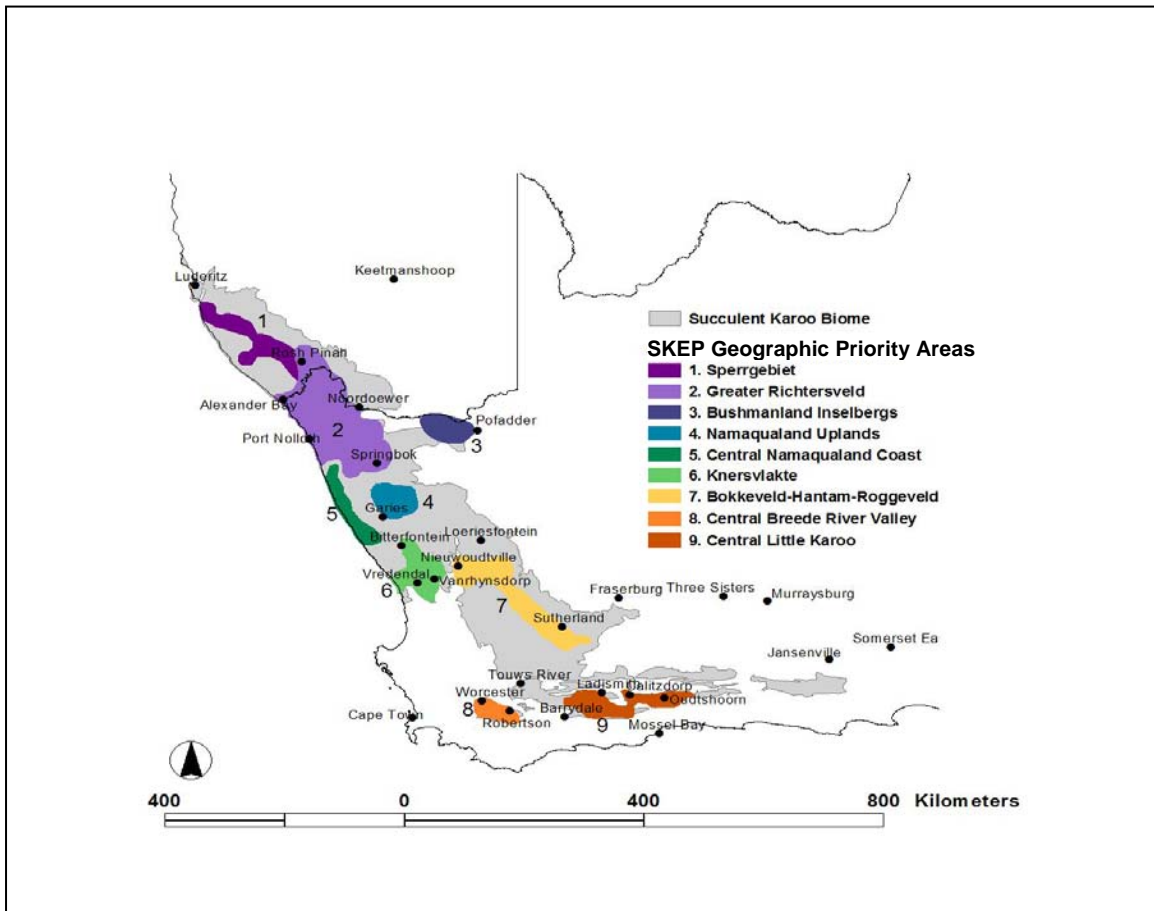 Keetmanshoop
Luderitz
1
Succulent Karoo Biome
SKEP Geographic Priority Areas
1. Sperrgebiet
2. Greater Richtersveld
3. Bushmanland Inselbergs
4. Namaqualand Uplands
5. Central Namaqualand Coast
6. Knersvlakte
7. Bokkeveld-Hantam-Roggeveld
8. Central Breede River Valley
9. Central Little Karoo
Rosh Pinah
Alexander Bay
Noordoewer
Pofadder
Port Nolloth
2
3
Springbok
4
Garies
5
Bitterfontein
Loeriesfontein
Nieuwoudtville
Vredendal
Vanrhynsdorp
6
7
Fraserburg
Three Sisters
Murraysburg
Sutherland
Somerset Ea
Jansenville
Touws River
Ladismith
Calitzdorp
Worcester
Oudtshoorn
8
Robertson
Barrydale
9
Cape Town
Mossel Bay
400
0
400
800
Kilometers